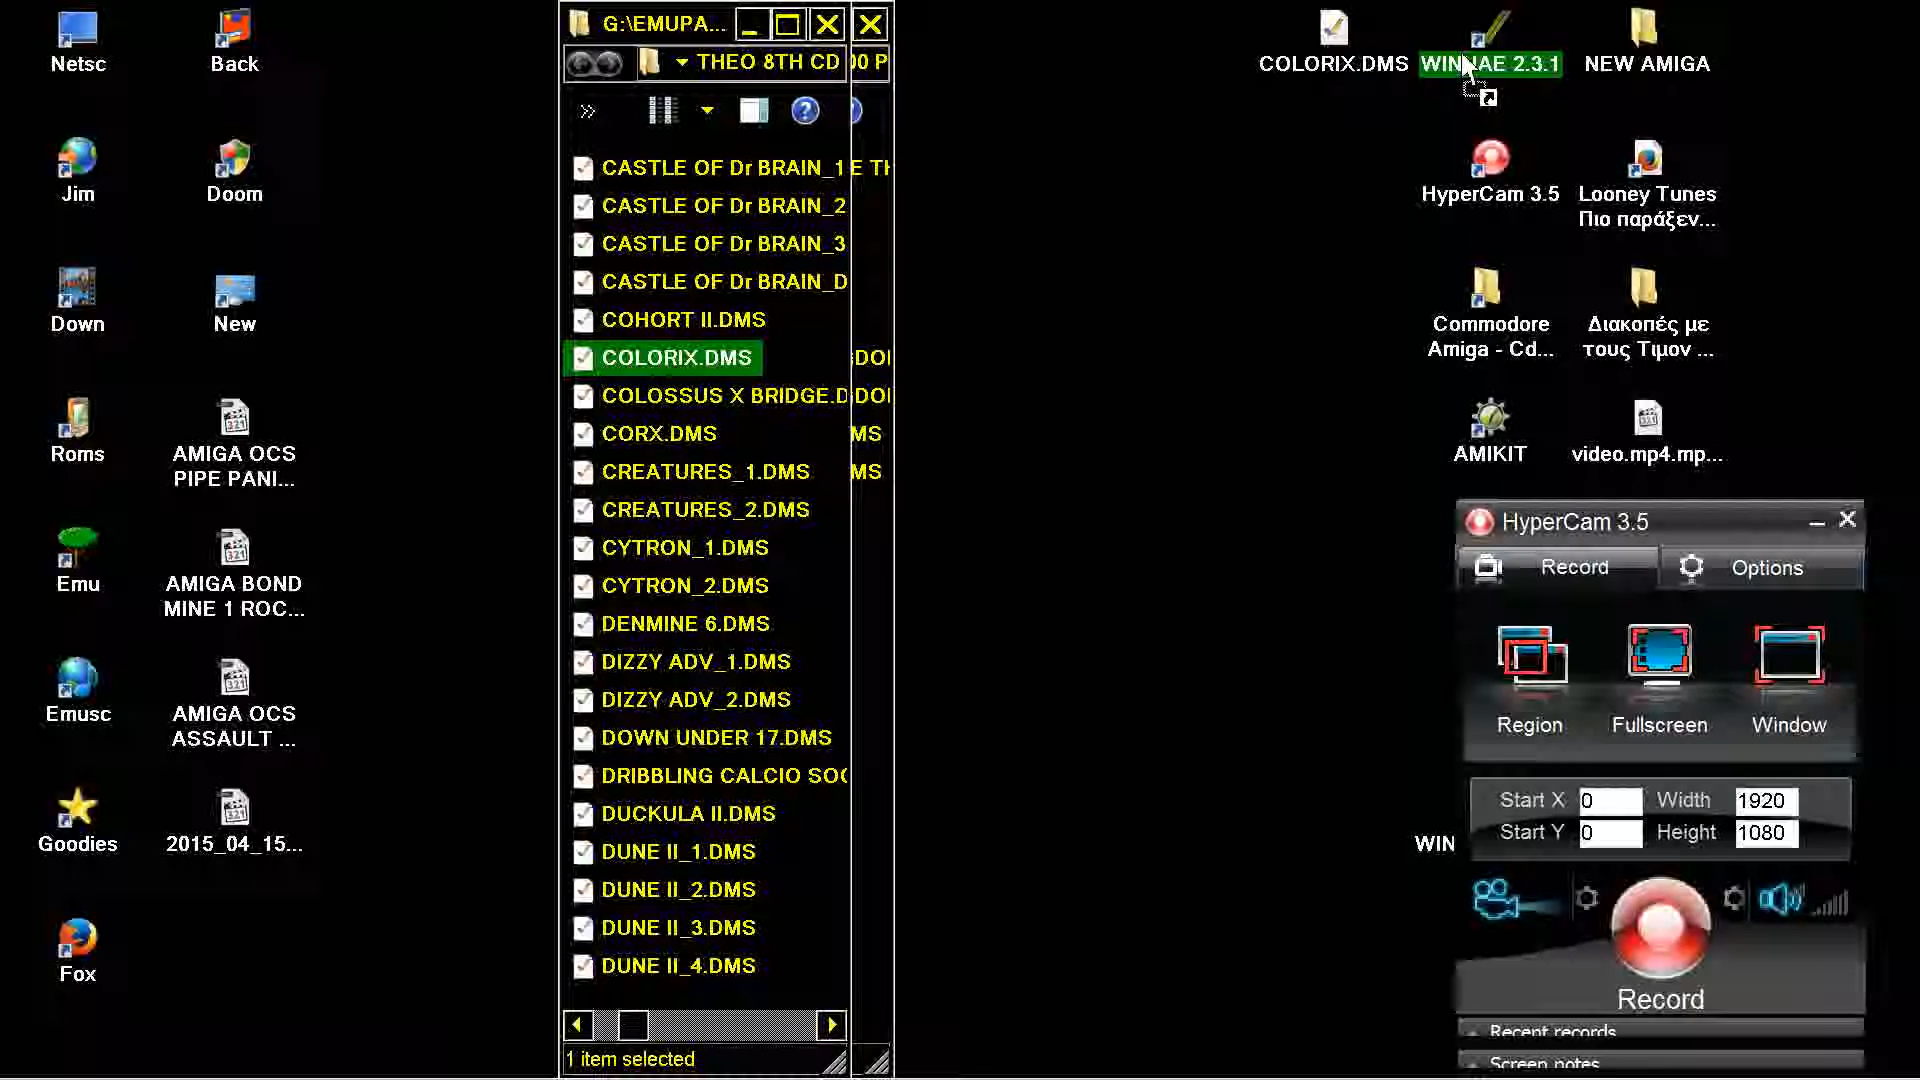 Netsc
Back
Jim
Doom
Down
New
Roms
AMIGA OCS
PIPE PANI...
Emu
AMIGA BOND
MINE 1 ROC...
Emusc
AMIGA OCS
ASSAULT ...
Goodies
2015_04_15...
Fox
G:\EMUPA...
THEO 8TH CD
00 P
CASTLE OF Dr BRAIN_1
CASTLE OF Dr BRAIN_2
CASTLE OF Dr BRAIN_3
CASTLE OF Dr BRAIN_D
COHORT II.DMS
COLORIX.DMS
COLOSSUS X BRIDGE.D
CORX.DMS
MS
CREATURES_1.DMS
MS
CREATURES_2.DMS
CYTRON_1.DMS
CYTRON_2.DMS
DENMINE 6.DMS
DIZZY ADV_1.DMS
DIZZY ADV_2.DMS
DOWN UNDER 17.DMS
DRIBBLING CALCIO SOC
DUCKULA II.DMS
DUNE II_1.DMS
DUNE II_2.DMS
DUNE II_3.DMS
DUNE II_4.DMS
1 item selected
COLORIX.DMS
WINUAE 2.3.1
NEW AMIGA
HyperCam 3.5
Looney Tunes
Πιο παράξεν...
Commodore
Amiga - Cd...
Διακοπές με
τους Τιμον ...
AMIKIT
video.mp4.mp...
WIN
HyperCam 3.5
Record
Options
Region
Fullscreen
Window
Start X 0 Width 1920
Start Y 0 Height 1080
Record
Recent records
Screen notes